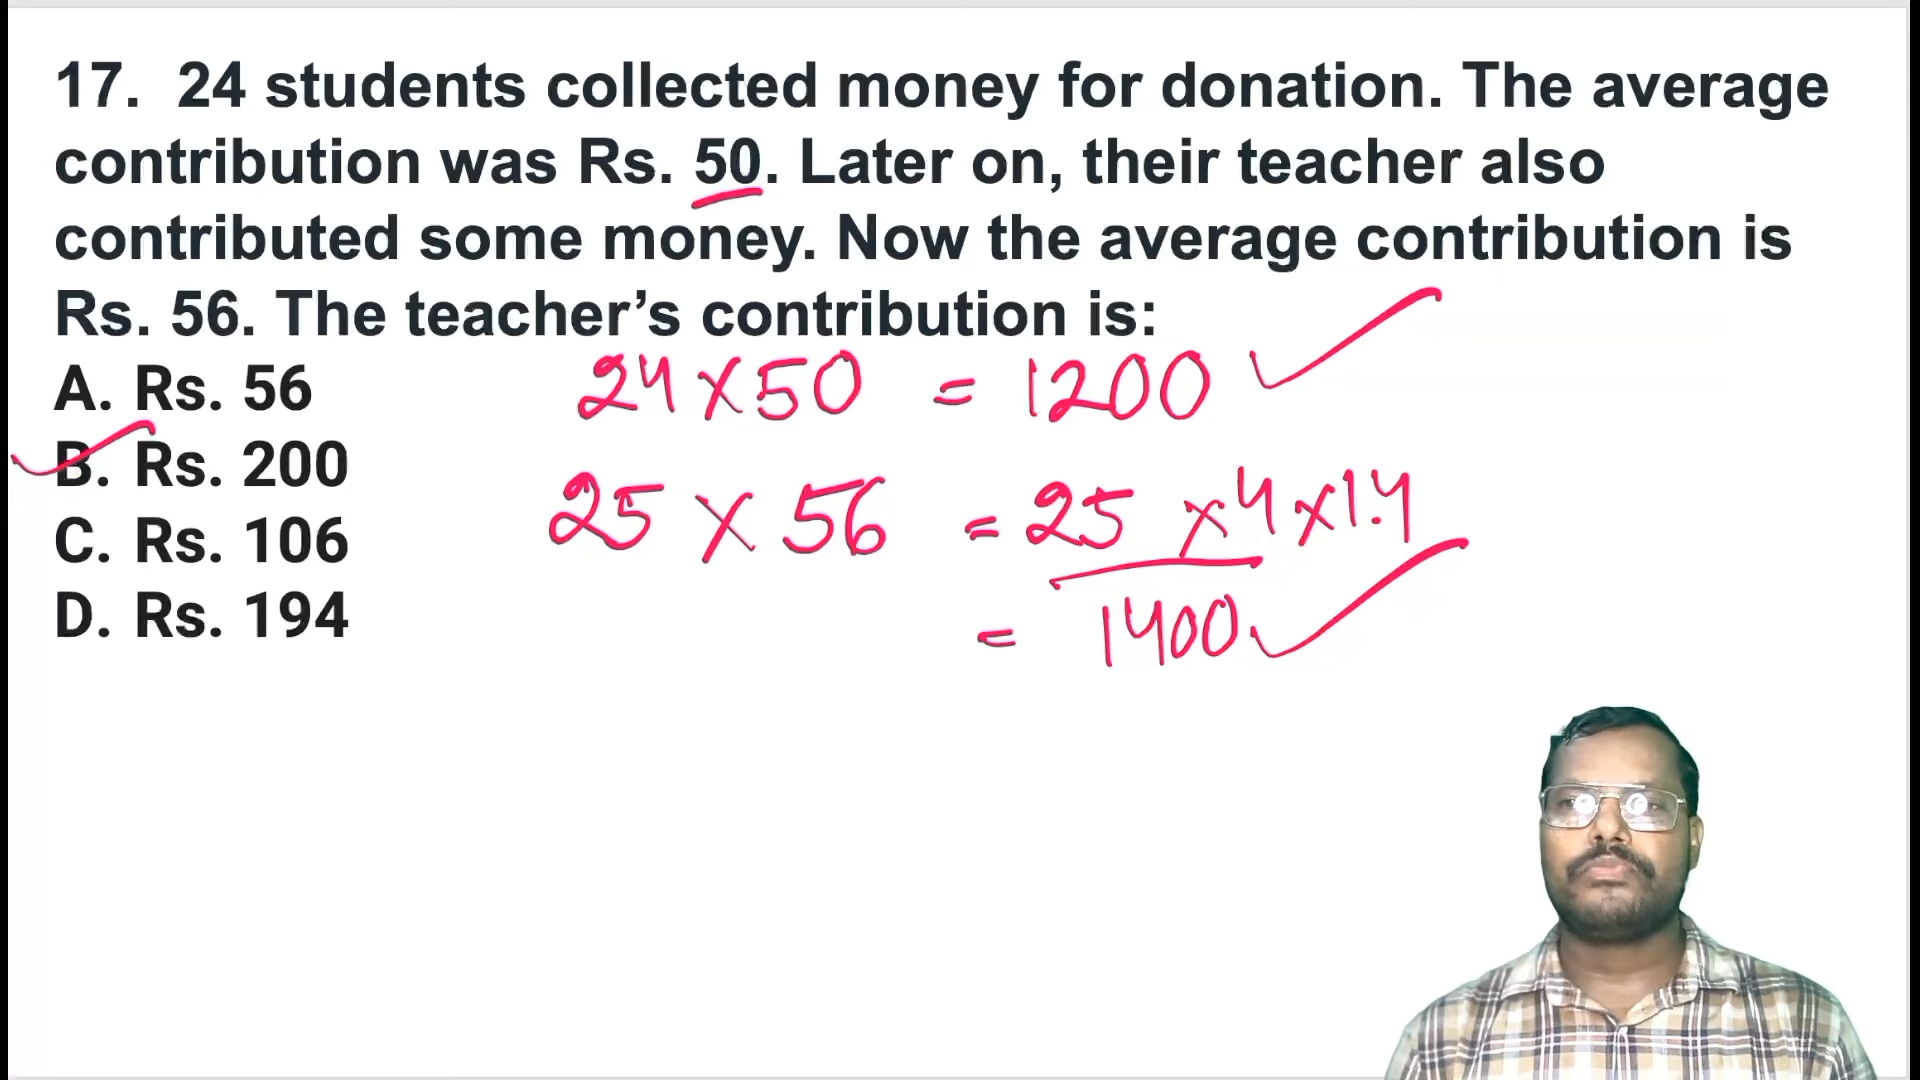 17. 24 students collected money for donation. The average
contribution was Rs. 50. Later on, their teacher also
contributed some money. Now the average contribution is
Rs. 56. The teacher’s contribution is:
A. Rs. 56
24 x 50 = 1200
B. Rs. 200
25 x 56 = 25 x 4 x 14
C. Rs. 106
= 1400
D. Rs. 194